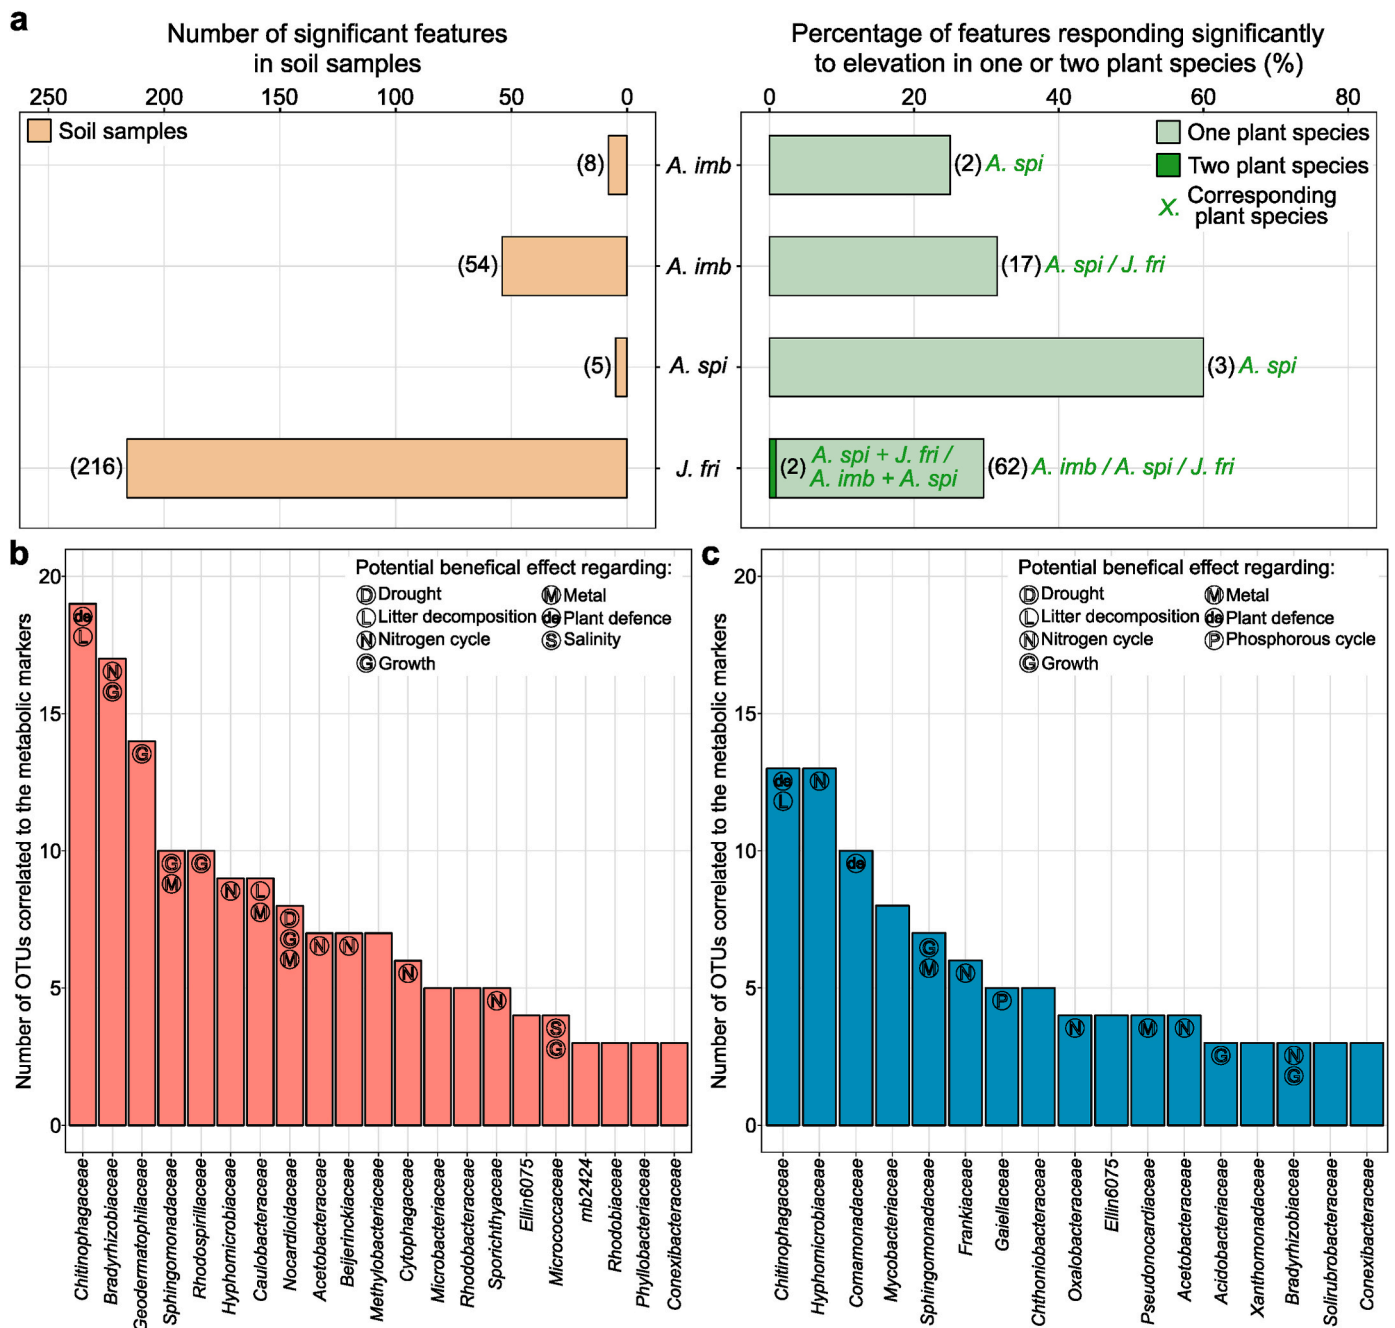 a
Number of significant features
in soil samples
250 200 150 100 50 0
Soil samples
(8)
(54)
(5)
(216)
A. imb
A. imb
A. spi
J. fri
Percentage of features responding significantly
to elevation in one or two plant species (%)
0 20 40 60 80
One plant species
Two plant species
X. Corresponding
plant species
(2) A. spi
(17) A. spi / J. fri
(3) A. spi
(2) A. spi + J. fri /
A. imb + A. spi
(62) A. imb / A. spi / J. fri
b
Number of OTUs correlated to the metabolic markers
20
15
10
5
0
Potential benefical effect regarding:
D Drought
L Litter decomposition
N Nitrogen cycle
G Growth
M Metal
de Plant defence
S Salinity
de
L
N
G
G
G
M
G
N
L
M
D
G
M
N
N
N
N
S
G
Chitinophagaceae
Bradyrhizobiaceae
Geodermatophilaceae
Sphingomonadaceae
Rhodospirillaceae
Hyphomicrobiaceae
Caulobacteraceae
Nocardioidaceae
Acetobacteraceae
Beijerinckiaceae
Methylobacteriaceae
Cytophagaceae
Microbacteriaceae
Rhodobacteraceae
Sporichthyaceae
Ellin6075
Micrococcaceae
mb2424
Rhodobiaceae
Phyllobacteriaceae
Conexibacteraceae
c
Number of OTUs correlated to the metabolic markers
20
15
10
5
0
Potential benefical effect regarding:
D Drought
L Litter decomposition
N Nitrogen cycle
G Growth
M Metal
de Plant defence
P Phosphorous cycle
de
L
N
de
G
M
N
P
N
M
N
G
N
G
Chitinophagaceae
Hyphomicrobiaceae
Comamonadaceae
Mycobacteriaceae
Sphingomonadaceae
Frankiaceae
Gaiellaceae
Chthoniobacteraceae
Oxalobacteraceae
Ellin6075
Pseudonocardiaceae
Acetobacteraceae
Acidobacteriaceae
Xanthomonadaceae
Bradyrhizobiaceae
Solirubrobacteraceae
Conexibacteraceae